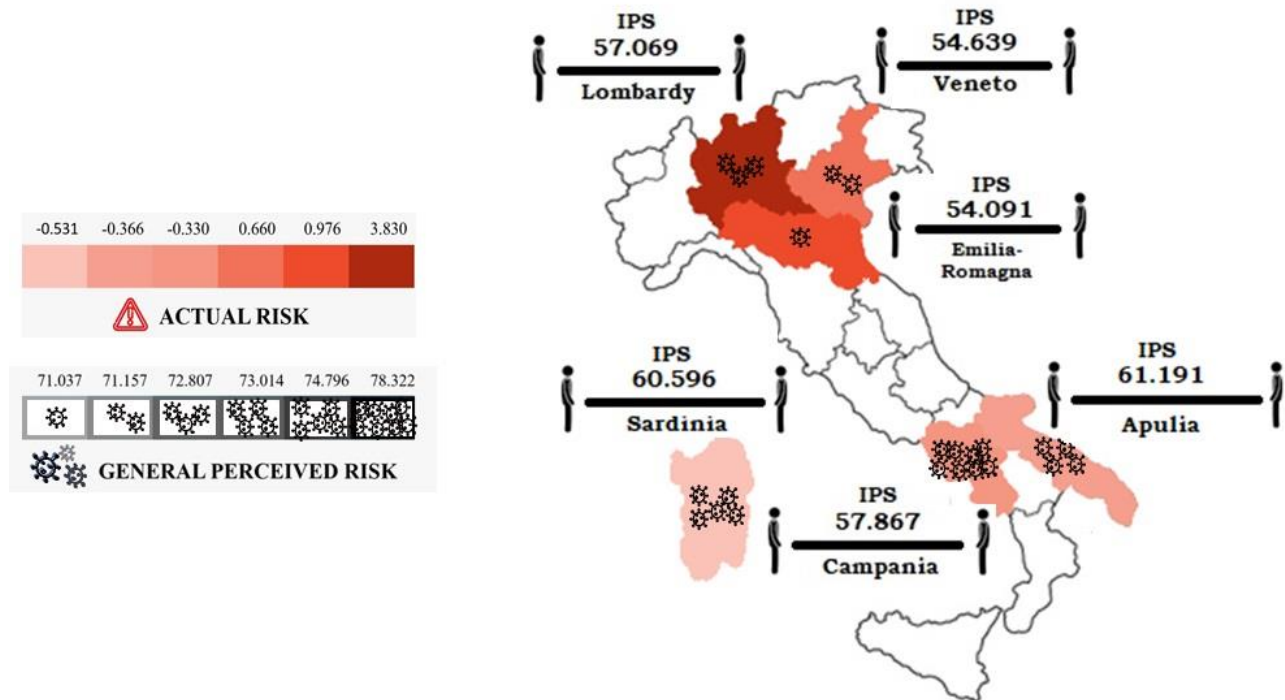 IPS
57.069
Lombardy
IPS
54.639
Veneto
IPS
54.091
Emilia-
Romagna
-0.531 -0.366 -0.330 0.660 0.976 3.830
ACTUAL RISK
71.037 71.157 72.807 73.014 74.796 78.322
GENERAL PERCEIVED RISK
IPS
60.596
Sardinia
IPS
61.191
Apulia
IPS
57.867
Campania